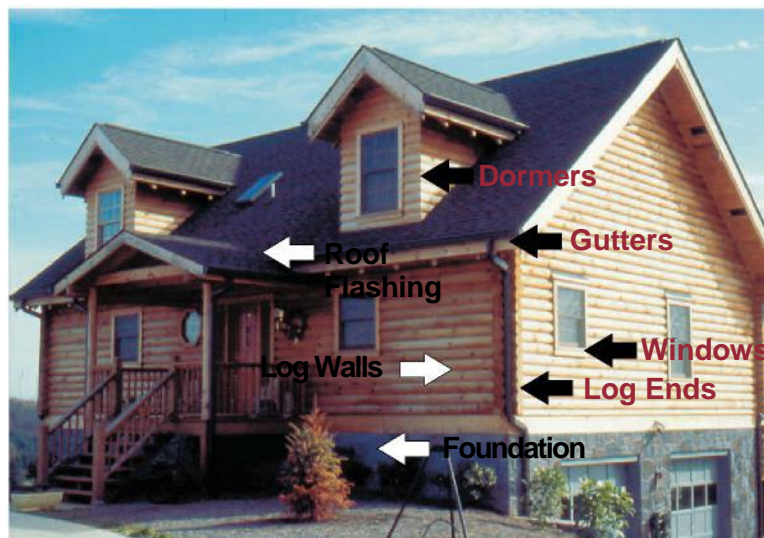 Dormers
Gutters
Roof
Flashing
Windows
Log Walls
Log Ends
Foundation